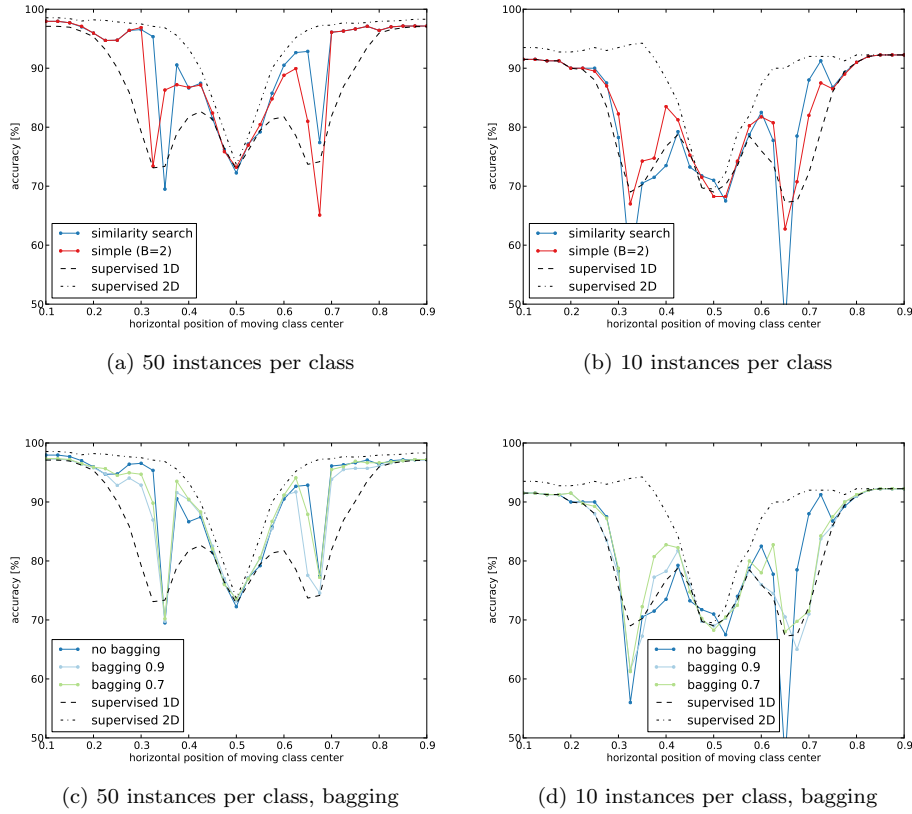 100
90
80
70
60
50
accuracy [%]
similarity search
simple (B=2)
supervised 1D
supervised 2D
0.1 0.2 0.3 0.4 0.5 0.6 0.7 0.8 0.9
horizontal position of moving class center
(a) 50 instances per class
100
90
80
70
60
50
accuracy [%]
similarity search
simple (B=2)
supervised 1D
supervised 2D
0.1 0.2 0.3 0.4 0.5 0.6 0.7 0.8 0.9
horizontal position of moving class center
(b) 10 instances per class
100
90
80
70
60
50
accuracy [%]
no bagging
bagging 0.9
bagging 0.7
supervised 1D
supervised 2D
0.1 0.2 0.3 0.4 0.5 0.6 0.7 0.8 0.9
horizontal position of moving class center
(c) 50 instances per class, bagging
100
90
80
70
60
50
accuracy [%]
no bagging
bagging 0.9
bagging 0.7
supervised 1D
supervised 2D
0.1 0.2 0.3 0.4 0.5 0.6 0.7 0.8 0.9
horizontal position of moving class center
(d) 10 instances per class, bagging